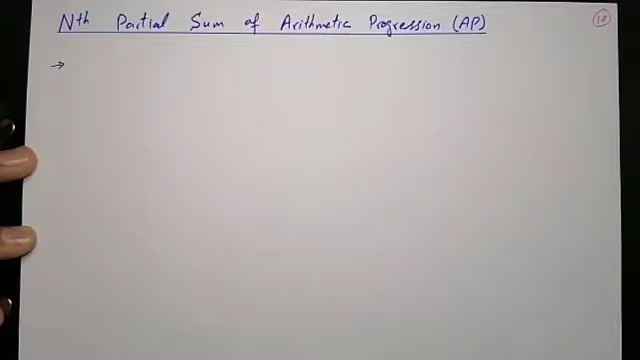 Nth Partial Sum of Arithmetic Progression (AP)
→